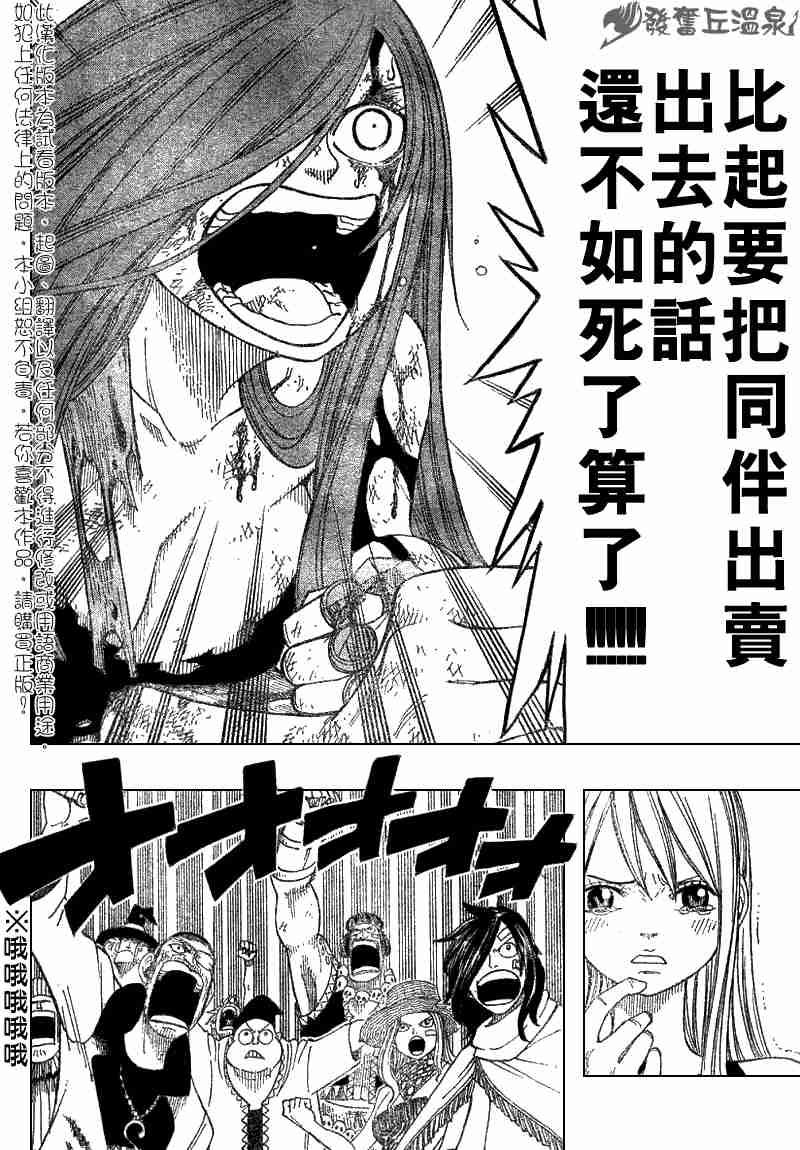 發奮丘溫泉
比起要把同伴出賣
出去的話
還不如死了算了!!!!!!
此漢化版本為試看版本、起圖、翻譯以及任何部分不得進行修改或用語商業用途。
如犯上任何法律上的問題，本小組恕不負責。若你喜歡本作品，請購買正版！
オオオオオ
※哦哦哦哦哦